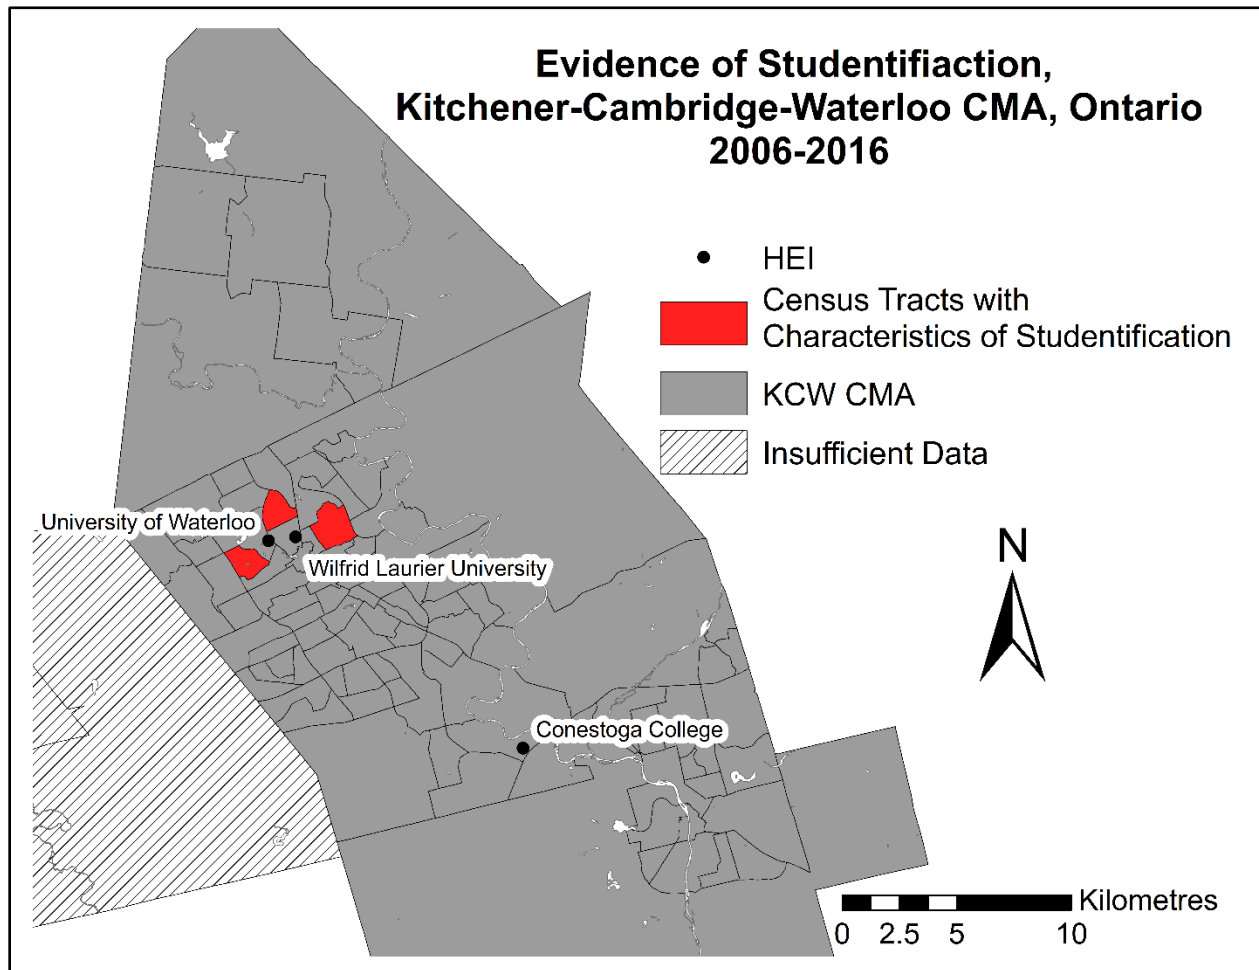 Evidence of Studentifiaction,
Kitchener-Cambridge-Waterloo CMA, Ontario
2006-2016
HEI
Census Tracts with
Characteristics of Studentification
KCW CMA
Insufficient Data
University of Waterloo
Wilfrid Laurier University
N
Conestoga College
Kilometres
0 2.5 5 10